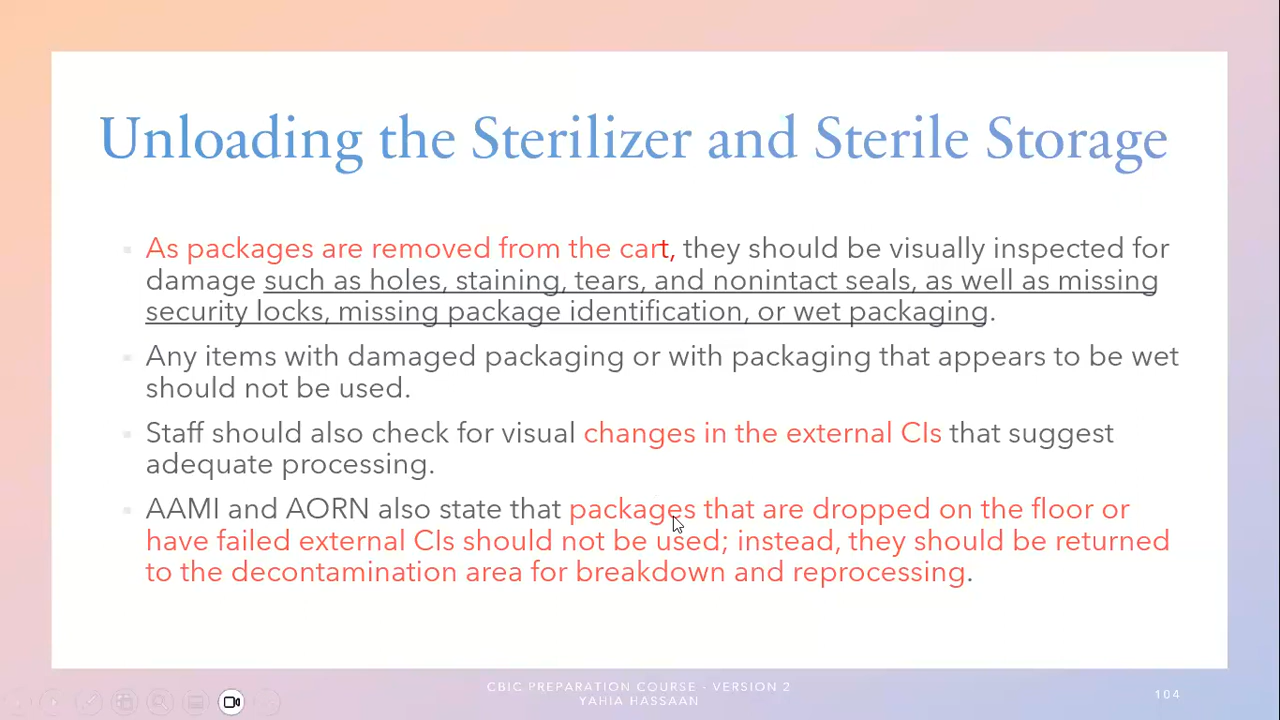 Unloading the Sterilizer and Sterile Storage
As packages are removed from the cart, they should be visually inspected for
damage such as holes, staining, tears, and nonintact seals, as well as missing
security locks, missing package identification, or wet packaging.
Any items with damaged packaging or with packaging that appears to be wet
should not be used.
Staff should also check for visual changes in the external CIs that suggest
adequate processing.
AAMI and AORN also state that packages that are dropped on the floor or
have failed external CIs should not be used; instead, they should be returned
to the decontamination area for breakdown and reprocessing.
CBIC PREPARATION COURSE - VERSION 2
YAHIA HASSAAN
104